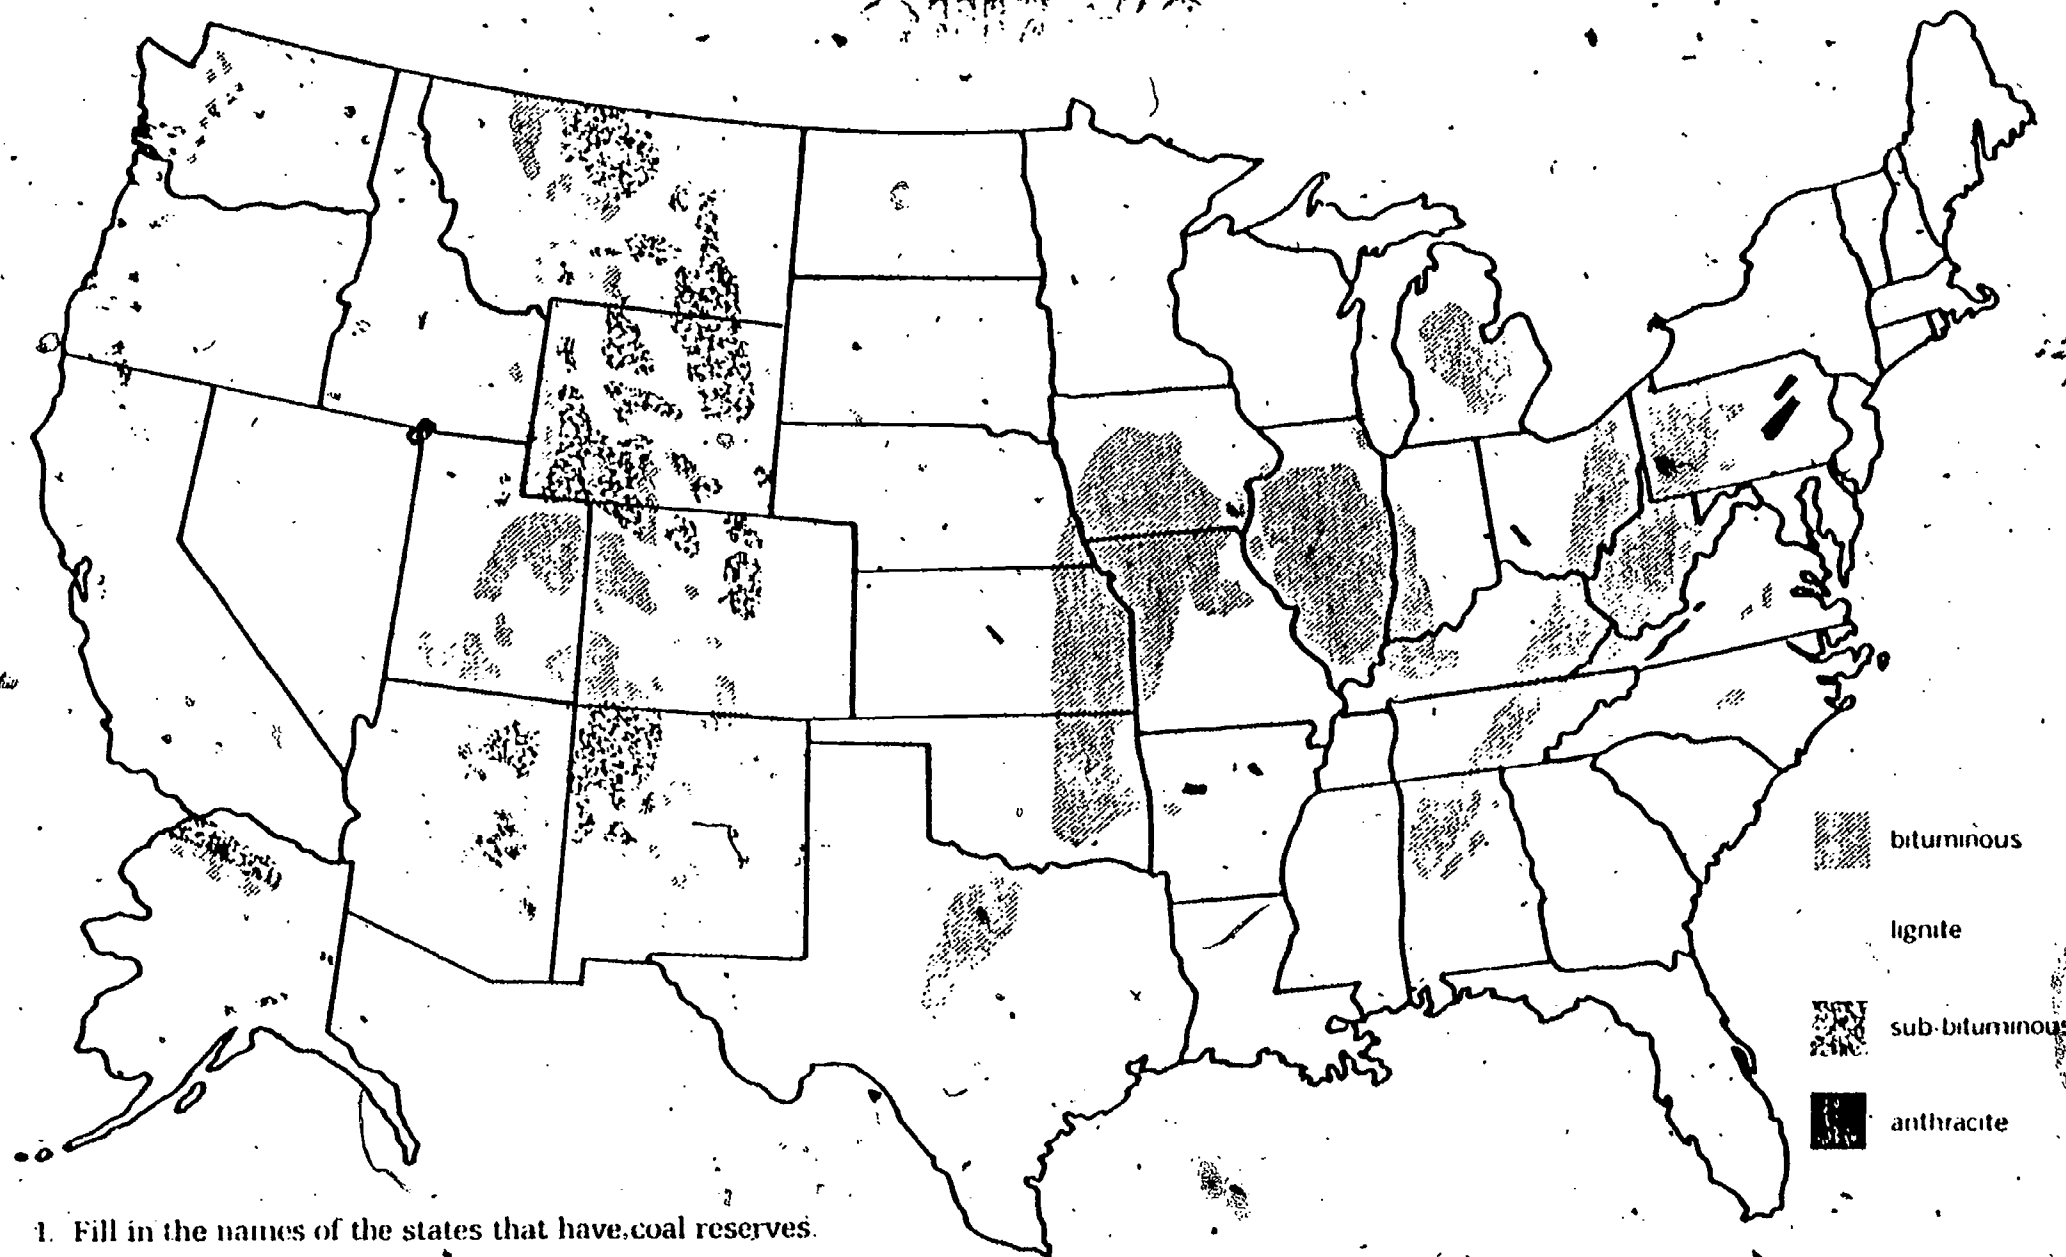 bituminous
lignite
sub-bituminous
anthracite
1. Fill in the names of the states that have coal reserves.